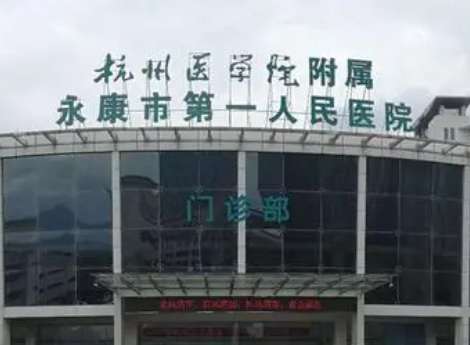 杭州医学院附属
永康市第一人民医院
门诊部